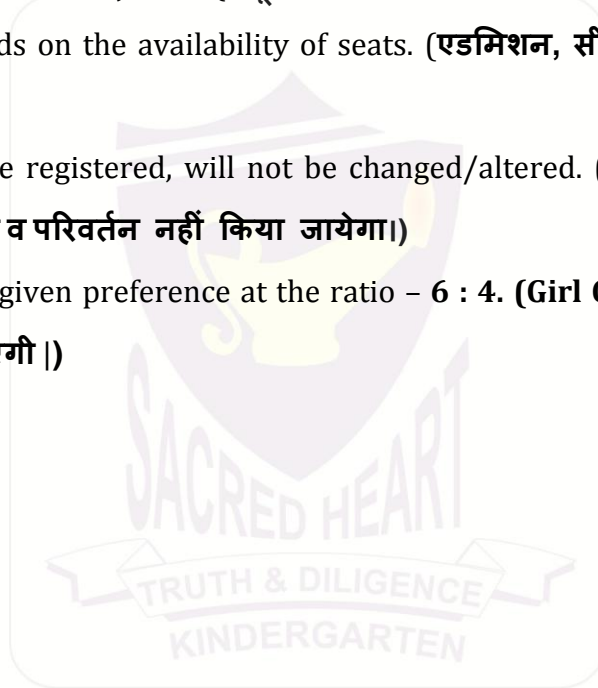 ds on the availability of seats. (एडमिशन, सी
e registered, will not be changed/altered. (
व परिवर्तन नहीं किया जायेगा।)
given preference at the ratio – 6 : 4. (Girl
गी |)
SACRED HEART
TRUTH & DILIGENCE
KINDERGARTEN